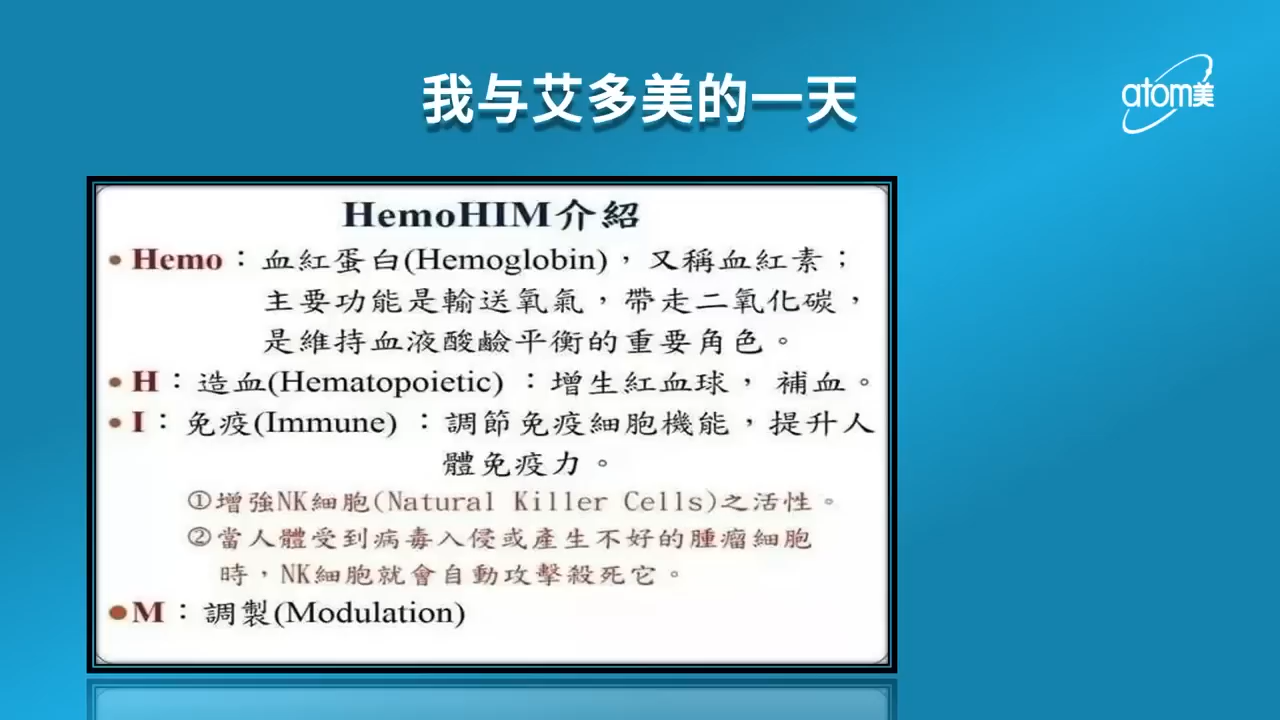 我与艾多美的一天
atom美
HemoHIM介紹
• Hemo：血紅蛋白(Hemoglobin)，又稱血紅素；
主要功能是輸送氧氣，帶走二氧化碳，
是維持血液酸鹼平衡的重要角色。
• H：造血(Hematopoietic) ：增生紅血球， 補血。
• I：免疫(Immune) ：調節免疫細胞機能，提升人
體免疫力。
①增強NK細胞(Natural Killer Cells)之活性。
②當人體受到病毒入侵或產生不好的腫瘤細胞
時，NK細胞就會自動攻擊殺死它。
•M：調製(Modulation)